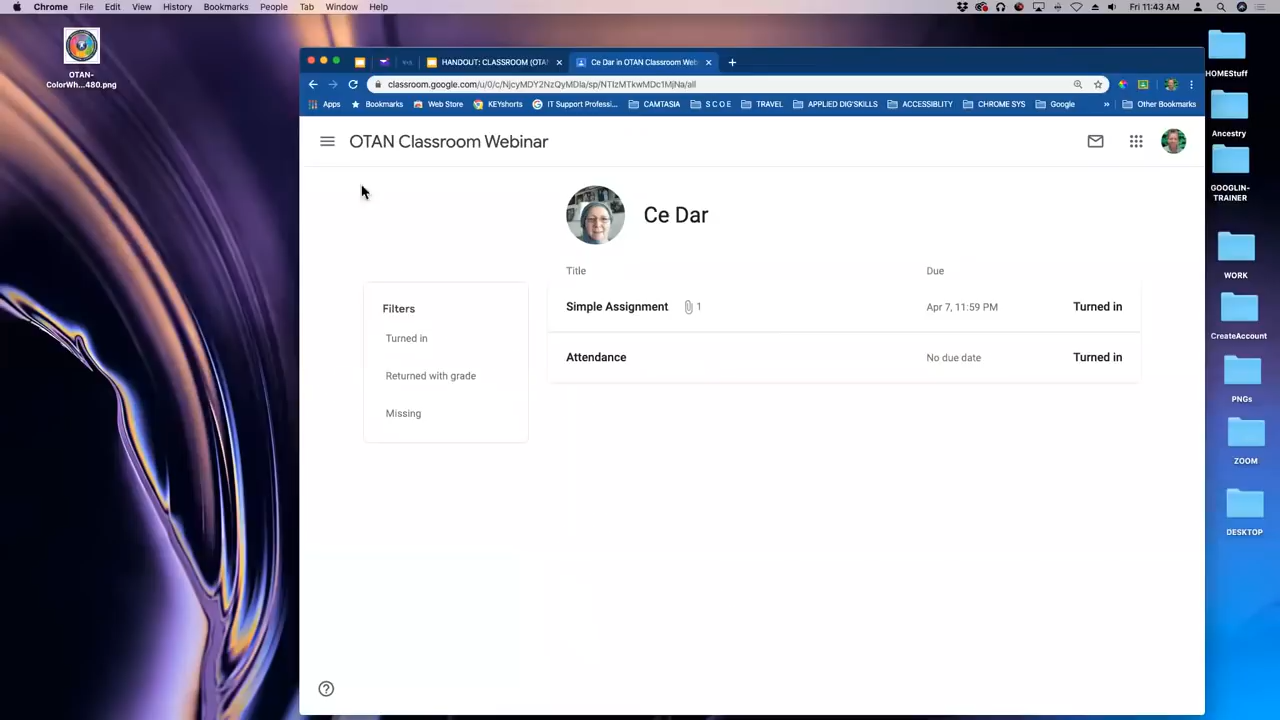 Chrome File Edit View History Bookmarks People Tab Window Help
Fri 11:43 AM
OTAN-
ColorWh...480.png
HANDOUT: CLASSROOM (OTA
Ce Dar in OTAN Classroom Web
classroom.google.com/u/0/c/NjcyMDY2NzQyMDla/sp/NTIzMTkwMDc1MjNa/all
Apps Bookmarks Web Store KEYshorts IT Support Professi... CAMTASIA S C O E TRAVEL APPLIED DIG'SKILLS ACCESSIBLITY CHROME SYS Google » Other Bookmarks
OTAN Classroom Webinar
Ce Dar
Title Due
Simple Assignment 1 Apr 7, 11:59 PM Turned in
Attendance No due date Turned in
Filters
Turned in
Returned with grade
Missing
HOMEStuff
Ancestry
GOOGLIN-
TRAINER
WORK
CreateAccount
PNGs
ZOOM
DESKTOP